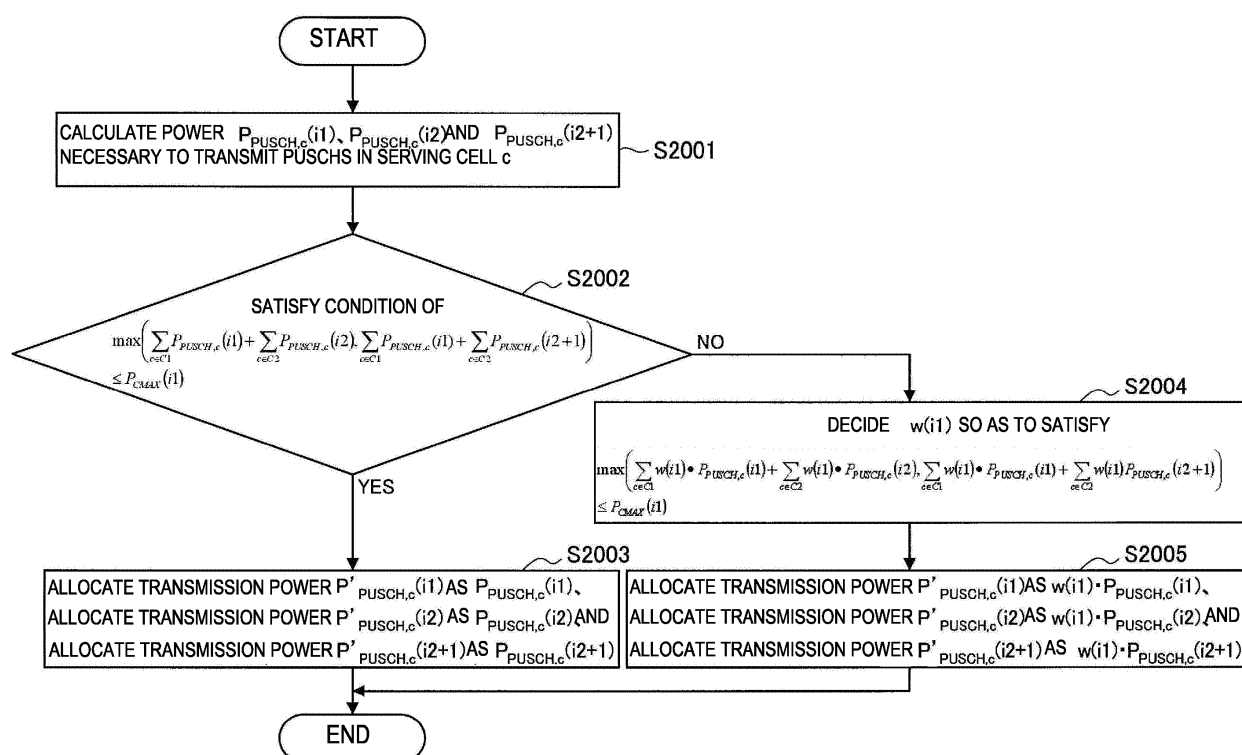 START
CALCULATE POWER P_PUSCH,c(i1)、P_PUSCH,c(i2) AND P_PUSCH,c(i2+1)
NECESSARY TO TRANSMIT PUSCHS IN SERVING CELL c
S2001
S2002
SATISFY CONDITION OF
max(∑_{c∈C1} P_PUSCH,c(i1) + ∑_{c∈C2} P_PUSCH,c(i2), ∑_{c∈C1} P_PUSCH,c(i1) + ∑_{c∈C2} P_PUSCH,c(i2+1))
≤ P_CMAX(i1)
NO
S2004
DECIDE w(i1) SO AS TO SATISFY
max(∑_{c∈C1} w(i1)• P_PUSCH,c(i1) + ∑_{c∈C2} w(i1)• P_PUSCH,c(i2), ∑_{c∈C1} w(i1)• P_PUSCH,c(i1) + ∑_{c∈C2} w(i1)P_PUSCH,c(i2+1))
≤ P_CMAX(i1)
YES
S2003
ALLOCATE TRANSMISSION POWER P'_PUSCH,c(i1) AS P_PUSCH,c(i1)、
ALLOCATE TRANSMISSION POWER P'_PUSCH,c(i2) AS P_PUSCH,c(i2), AND
ALLOCATE TRANSMISSION POWER P'_PUSCH,c(i2+1) AS P_PUSCH,c(i2+1)
S2005
ALLOCATE TRANSMISSION POWER P'_PUSCH,c(i1) AS w(i1)・P_PUSCH,c(i1)、
ALLOCATE TRANSMISSION POWER P'_PUSCH,c(i2) AS w(i1)・P_PUSCH,c(i2), AND
ALLOCATE TRANSMISSION POWER P'_PUSCH,c(i2+1) AS w(i1)・P_PUSCH,c(i2+1)
END